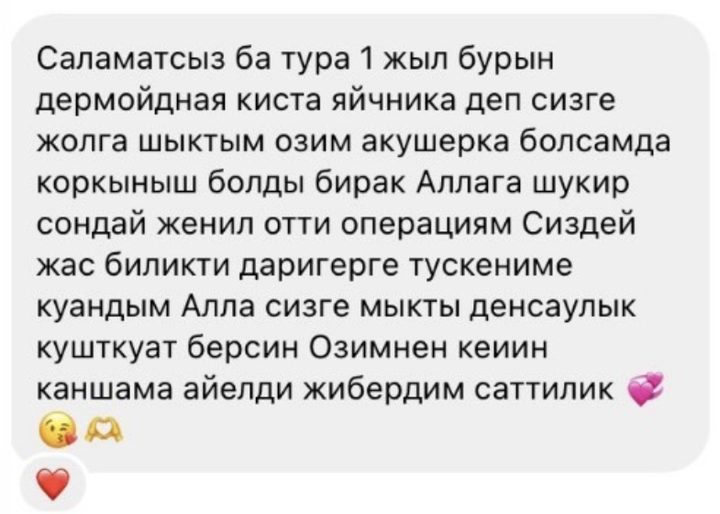 Саламатсыз ба тура 1 жыл бурын
дермойдная киста яйчника деп сизге
жолга шыктым озим акушерка болсамда
коркыныш болды бирак Аллага шукир
сондай женил отти операциям Сиздей
жас биликти даригерге тускениме
куандым Алла сизге мыкты денсаулык
кушткуат берсин Озимнен кеиин
каншама айелди жибердим саттилик 💞
😘🫶
❤️